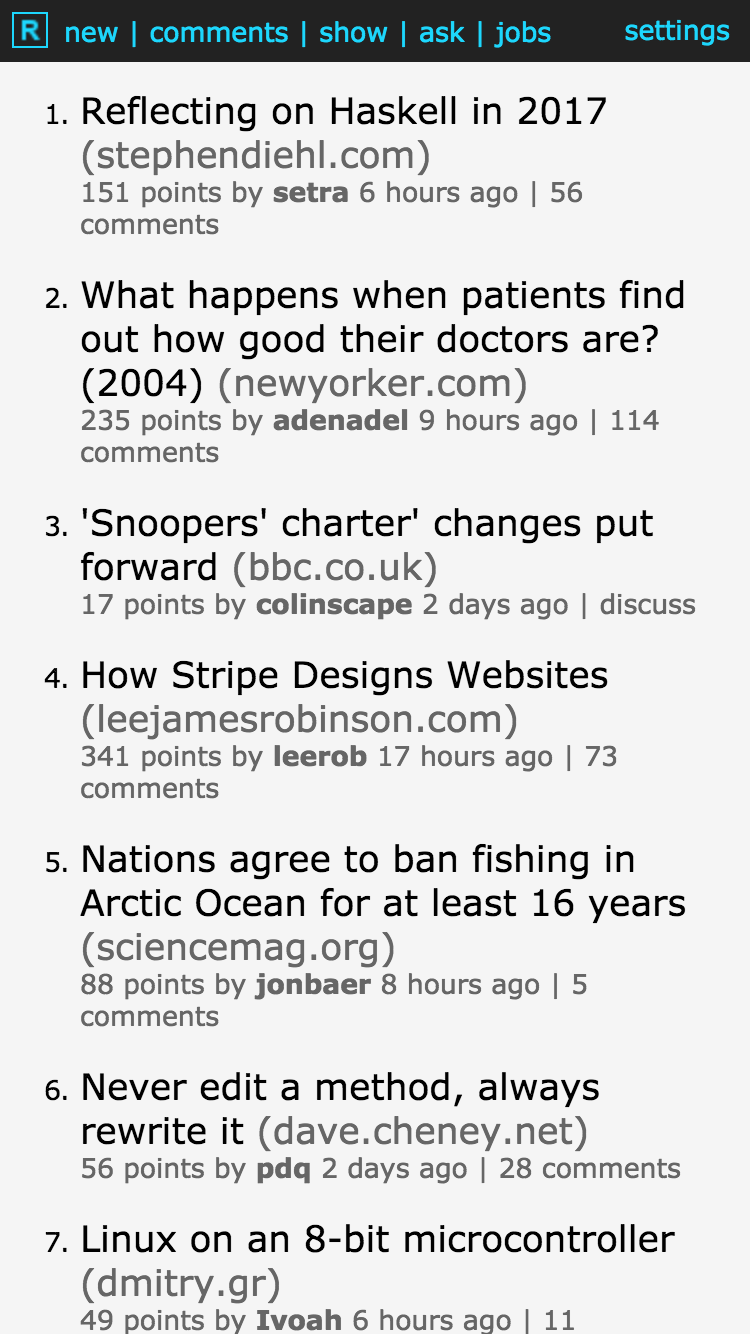 R new | comments | show | ask | jobs settings
1. Reflecting on Haskell in 2017
(stephendiehl.com)
151 points by setra 6 hours ago | 56
comments
2. What happens when patients find
out how good their doctors are?
(2004) (newyorker.com)
235 points by adenadel 9 hours ago | 114
comments
3. 'Snoopers' charter' changes put
forward (bbc.co.uk)
17 points by colinscape 2 days ago | discuss
4. How Stripe Designs Websites
(leejamesrobinson.com)
341 points by leerob 17 hours ago | 73
comments
5. Nations agree to ban fishing in
Arctic Ocean for at least 16 years
(sciencemag.org)
88 points by jonbaer 8 hours ago | 5
comments
6. Never edit a method, always
rewrite it (dave.cheney.net)
56 points by pdq 2 days ago | 28 comments
7. Linux on an 8-bit microcontroller
(dmitry.gr)
49 points by Ivoah 6 hours ago | 11